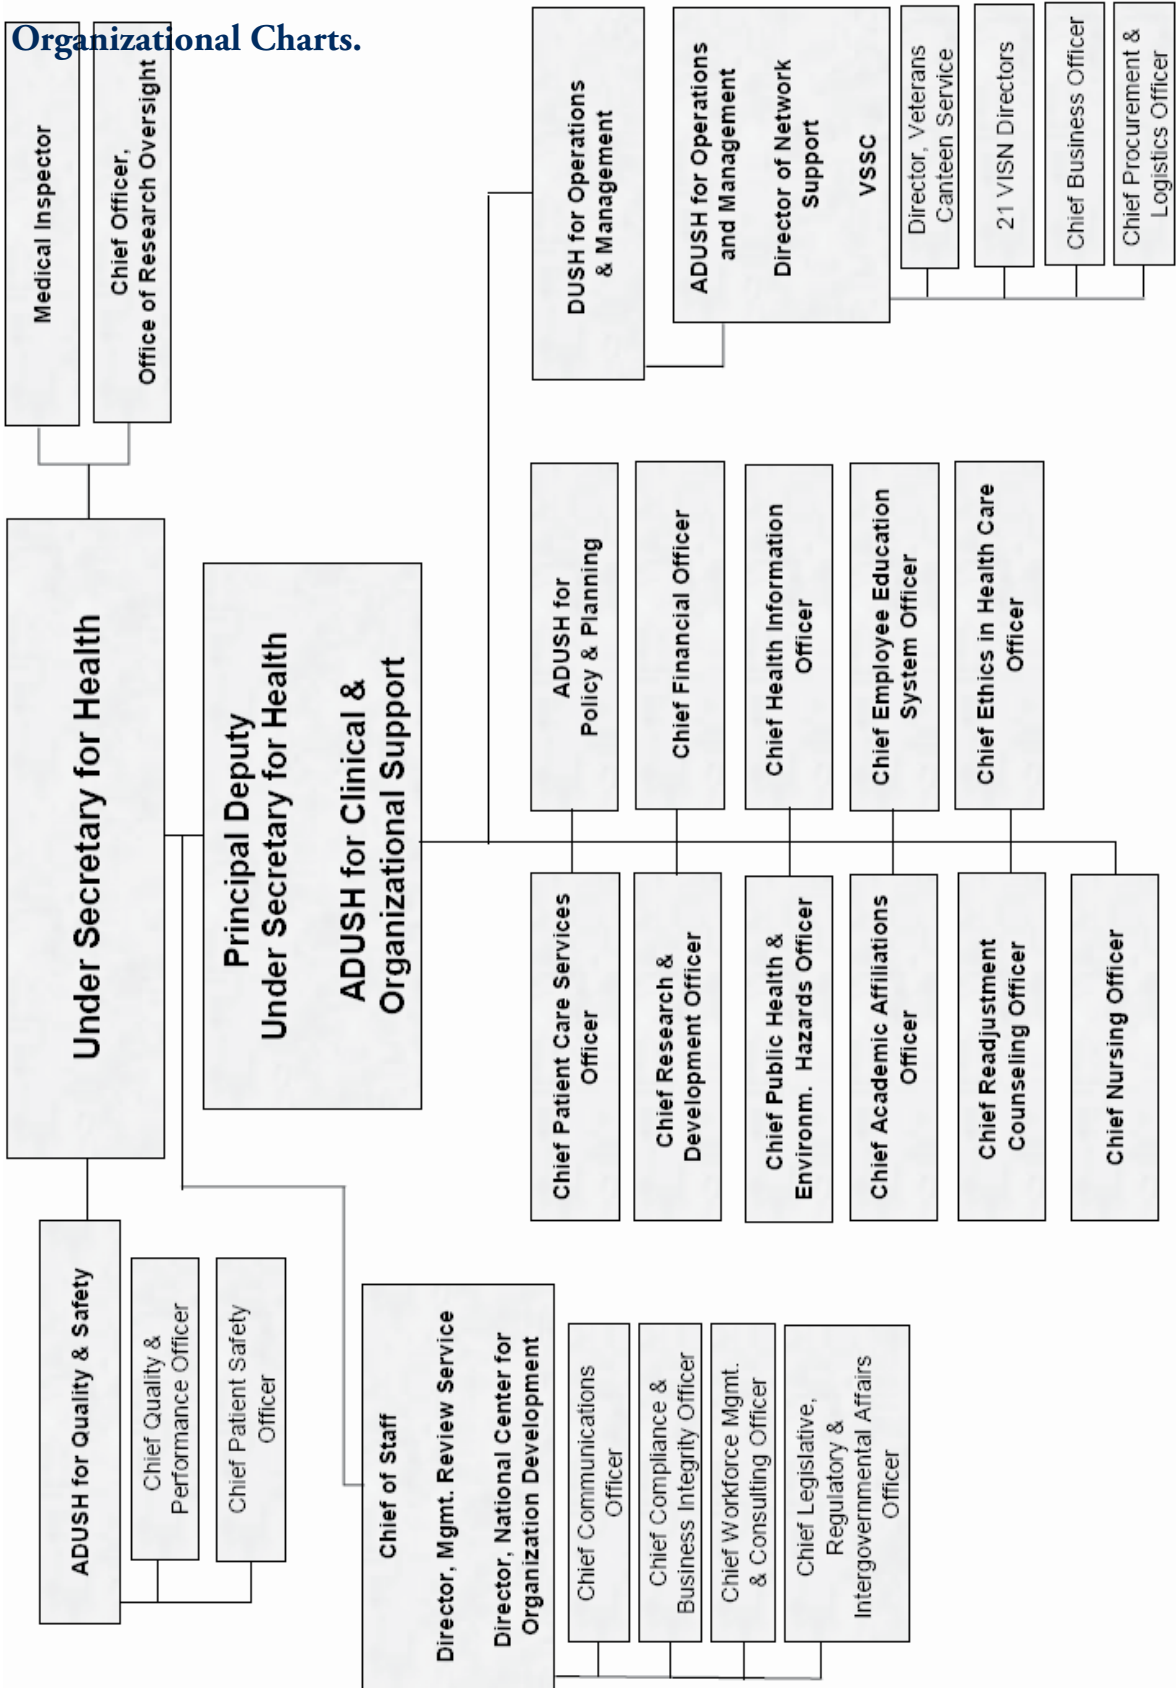 Organizational Charts.
Under Secretary for Health
Medical Inspector
Chief Officer,
Office of Research Oversight
ADUSH for Quality & Safety
Chief Quality &
Performance Officer
Chief Patient Safety
Officer
Principal Deputy
Under Secretary for Health
ADUSH for Clinical &
Organizational Support
Chief of Staff
Director, Mgmt. Review Service
Director, National Center for
Organization Development
Chief Communications
Officer
Chief Compliance &
Business Integrity Officer
Chief Workforce Mgmt.
& Consulting Officer
Chief Legislative,
Regulatory &
Intergovernmental Affairs
Officer
Chief Patient Care Services
Officer
Chief Research &
Development Officer
Chief Public Health &
Environm. Hazards Officer
Chief Academic Affiliations
Officer
Chief Readjustment
Counseling Officer
Chief Nursing Officer
ADUSH for
Policy & Planning
Chief Financial Officer
Chief Health Information
Officer
Chief Employee Education
System Officer
Chief Ethics in Health Care
Officer
DUSH for Operations
& Management
ADUSH for Operations
and Management
Director of Network
Support
VSSC
Director, Veterans
Canteen Service
21 VISN Directors
Chief Business Officer
Chief Procurement &
Logistics Officer